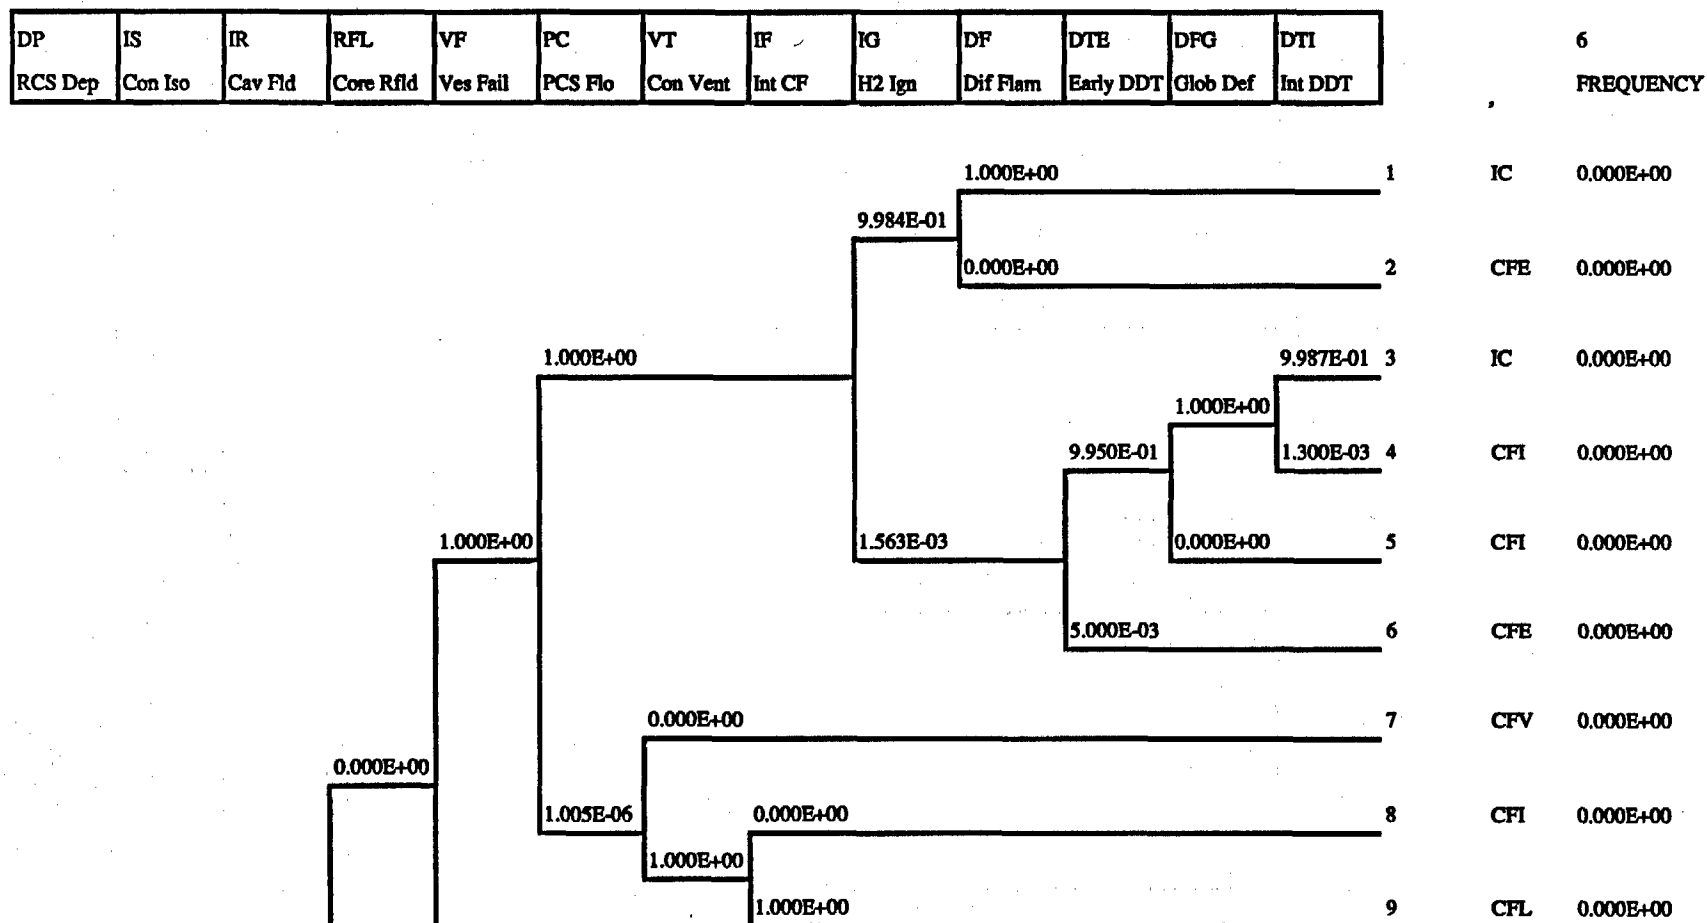 DP IS IR RFL VF PC VT IF IG DF DTE DFG DTI 6
RCS Dep Con Iso Cav Fld Core Rfld Ves Fail PCS Flo Con Vent Int CF H2 Ign Dif Flam Early DDT Glob Def Int DDT FREQUENCY
1.000E+00 1 IC 0.000E+00
9.984E-01
0.000E+00 2 CFE 0.000E+00
1.000E+00 9.987E-01 3 IC 0.000E+00
1.000E+00
9.950E-01 1.300E-03 4 CFI 0.000E+00
1.000E+00 1.563E-03 0.000E+00 5 CFI 0.000E+00
5.000E-03 6 CFE 0.000E+00
0.000E+00 7 CFV 0.000E+00
0.000E+00
1.005E-06 0.000E+00 8 CFI 0.000E+00
1.000E+00
1.000E+00 9 CFL 0.000E+00